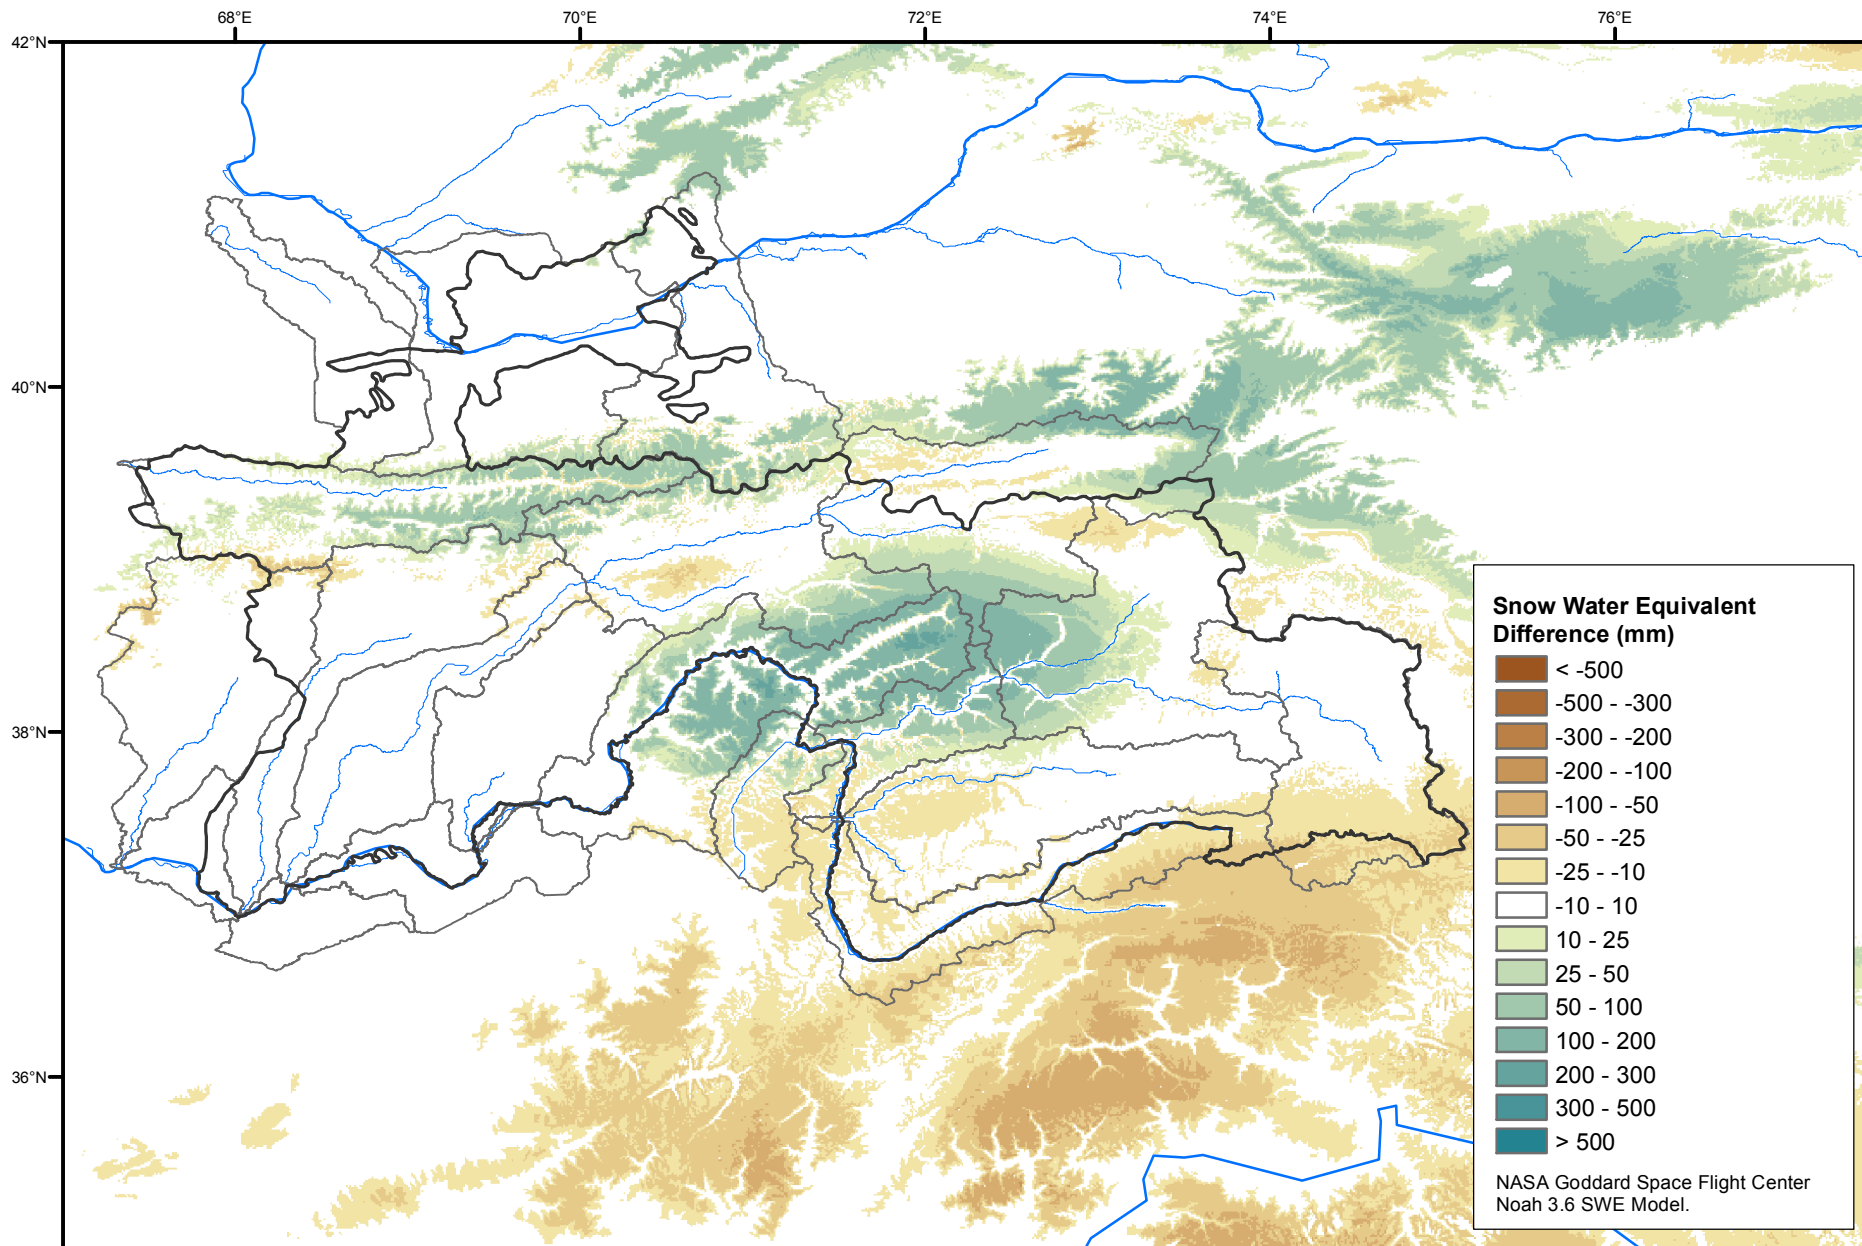 68°E 70°E 72°E 74°E 76°E
42°N
40°N
38°N
36°N
Snow Water Equivalent
Difference (mm)
< -500
-500 - -300
-300 - -200
-200 - -100
-100 - -50
-50 - -25
-25 - -10
-10 - 10
10 - 25
25 - 50
50 - 100
100 - 200
200 - 300
300 - 500
> 500
NASA Goddard Space Flight Center
Noah 3.6 SWE Model.